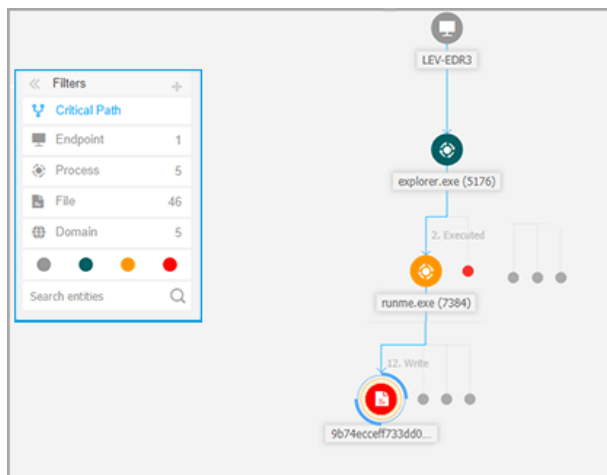 LEV-EDR3
Filters
Critical Path
Endpoint 1
Process 5
File 46
Domain 5
Search entities
explorer.exe (5176)
2. Executed
runme.exe (7384)
12. Write
9b74ecceff733dd0...